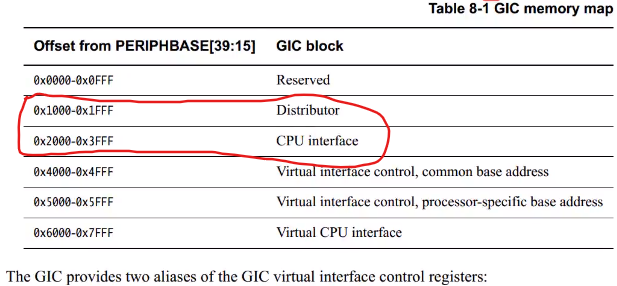 Table 8-1 GIC memory map
Offset from PERIPHBASE[39:15] GIC block
0x0000-0x0FFF Reserved
0x1000-0x1FFF Distributor
0x2000-0x3FFF CPU interface
0x4000-0x4FFF Virtual interface control, common base address
0x5000-0x5FFF Virtual interface control, processor-specific base address
0x6000-0x7FFF Virtual CPU interface
The GIC provides two aliases of the GIC virtual interface control registers: